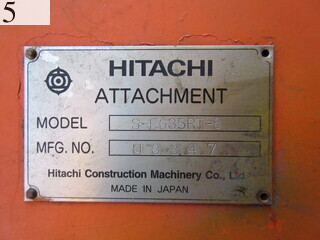 5
HITACHI
ATTACHMENT
MODEL
MFG. NO.
Hitachi Construction Machinery Co., Ltd.
MADE IN JAPAN